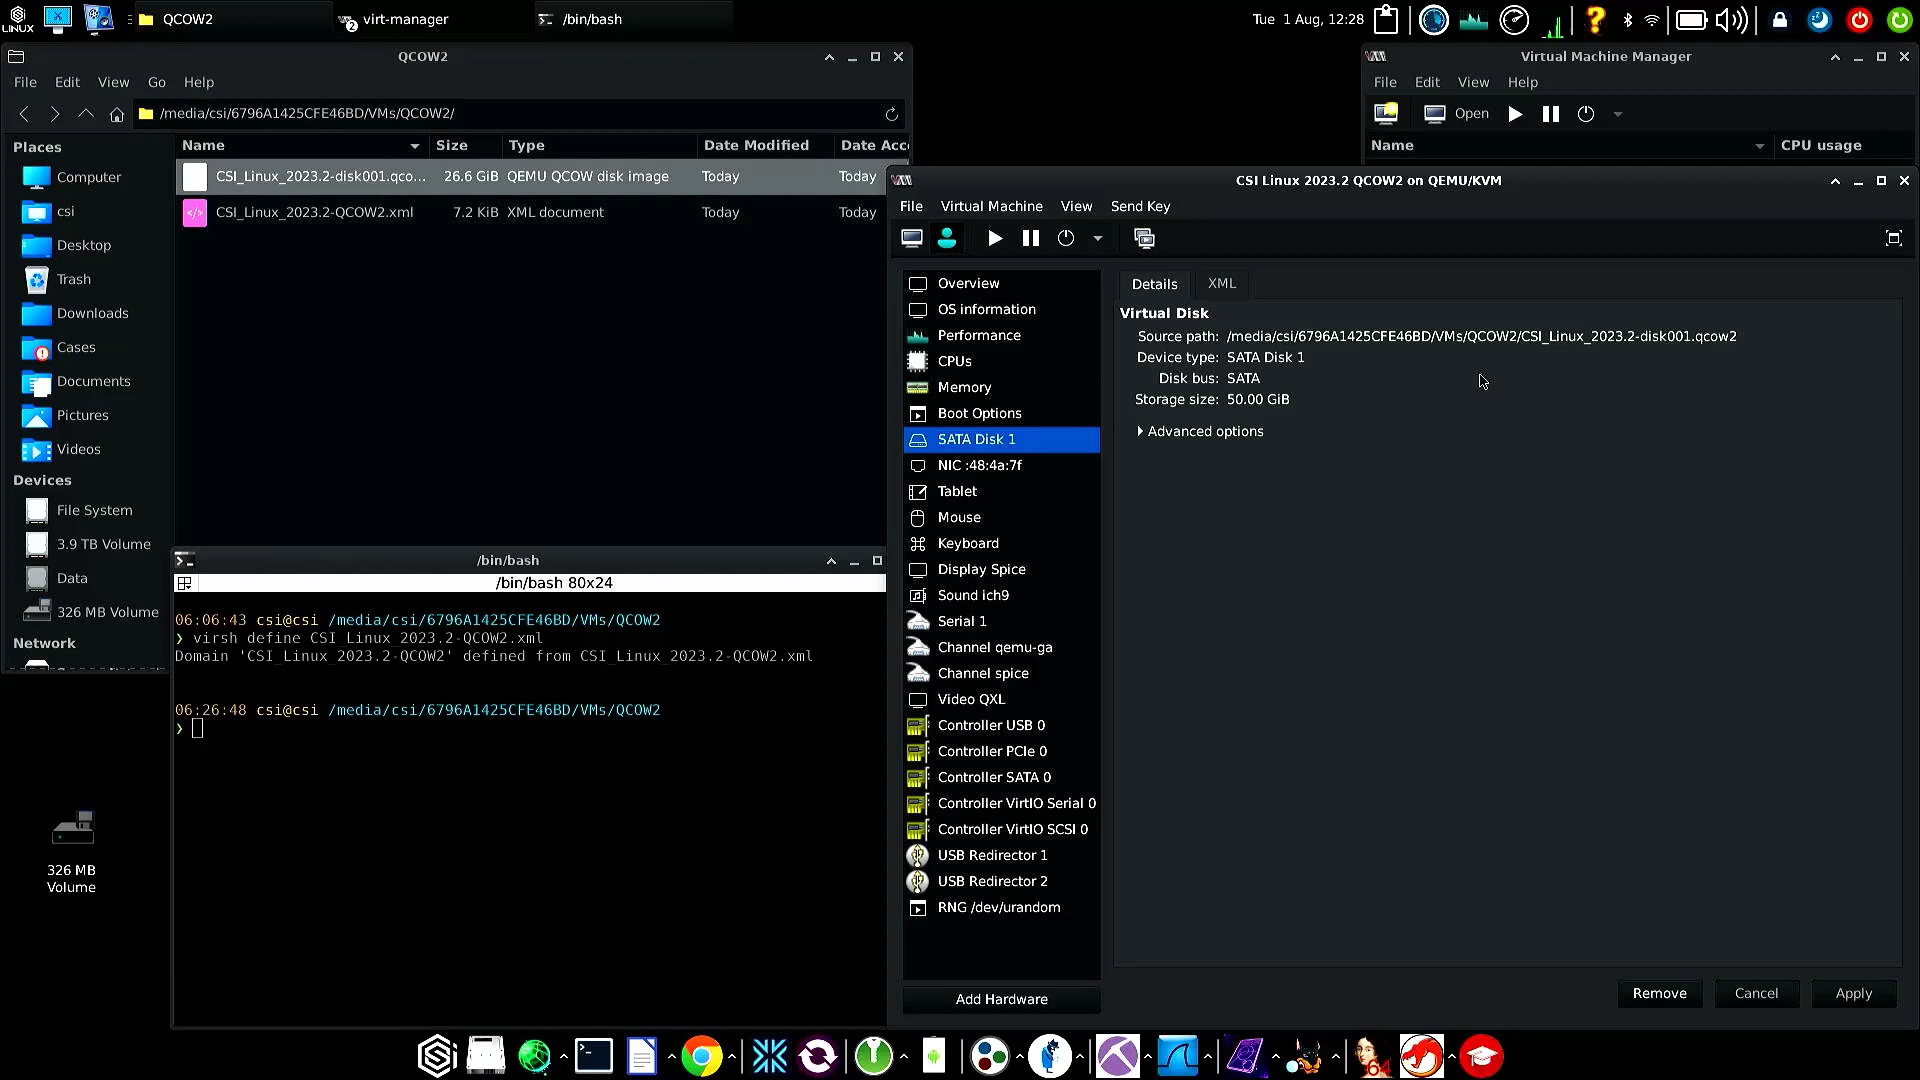 LINUX
QCOW2
virt-manager
/bin/bash
Tue 1 Aug, 12:28
QCOW2
File Edit View Go Help
/media/csi/6796A1425CFE46BD/VMs/QCOW2/
Places
Computer
csi
Desktop
Trash
Downloads
Cases
Documents
Pictures
Videos
Devices
File System
3.9 TB Volume
Data
326 MB Volume
Network
Name Size Type Date Modified Date Acc
CSI_Linux_2023.2-disk001.qco... 26.6 GiB QEMU QCOW disk image Today Today
CSI_Linux_2023.2-QCOW2.xml 7.2 KiB XML document Today Today
Virtual Machine Manager
File Edit View Help
Open
Name CPU usage
CSI Linux 2023.2 QCOW2 on QEMU/KVM
File Virtual Machine View Send Key
Overview
OS information
Performance
CPUs
Memory
Boot Options
SATA Disk 1
NIC :48:4a:7f
Tablet
Mouse
Keyboard
Display Spice
Sound ich9
Serial 1
Channel qemu-ga
Channel spice
Video QXL
Controller USB 0
Controller PCIe 0
Controller SATA 0
Controller VirtIO Serial 0
Controller VirtIO SCSI 0
USB Redirector 1
USB Redirector 2
RNG /dev/urandom
Add Hardware
Details XML
Virtual Disk
Source path: /media/csi/6796A1425CFE46BD/VMs/QCOW2/CSI_Linux_2023.2-disk001.qcow2
Device type: SATA Disk 1
Disk bus: SATA
Storage size: 50.00 GiB
Advanced options
Remove Cancel Apply
/bin/bash
/bin/bash 80x24
06:06:43 csi@csi /media/csi/6796A1425CFE46BD/VMs/QCOW2
❯ virsh define CSI_Linux_2023.2-QCOW2.xml
Domain 'CSI_Linux_2023.2-QCOW2' defined from CSI_Linux_2023.2-QCOW2.xml
06:26:48 csi@csi /media/csi/6796A1425CFE46BD/VMs/QCOW2
❯
326 MB
Volume
64